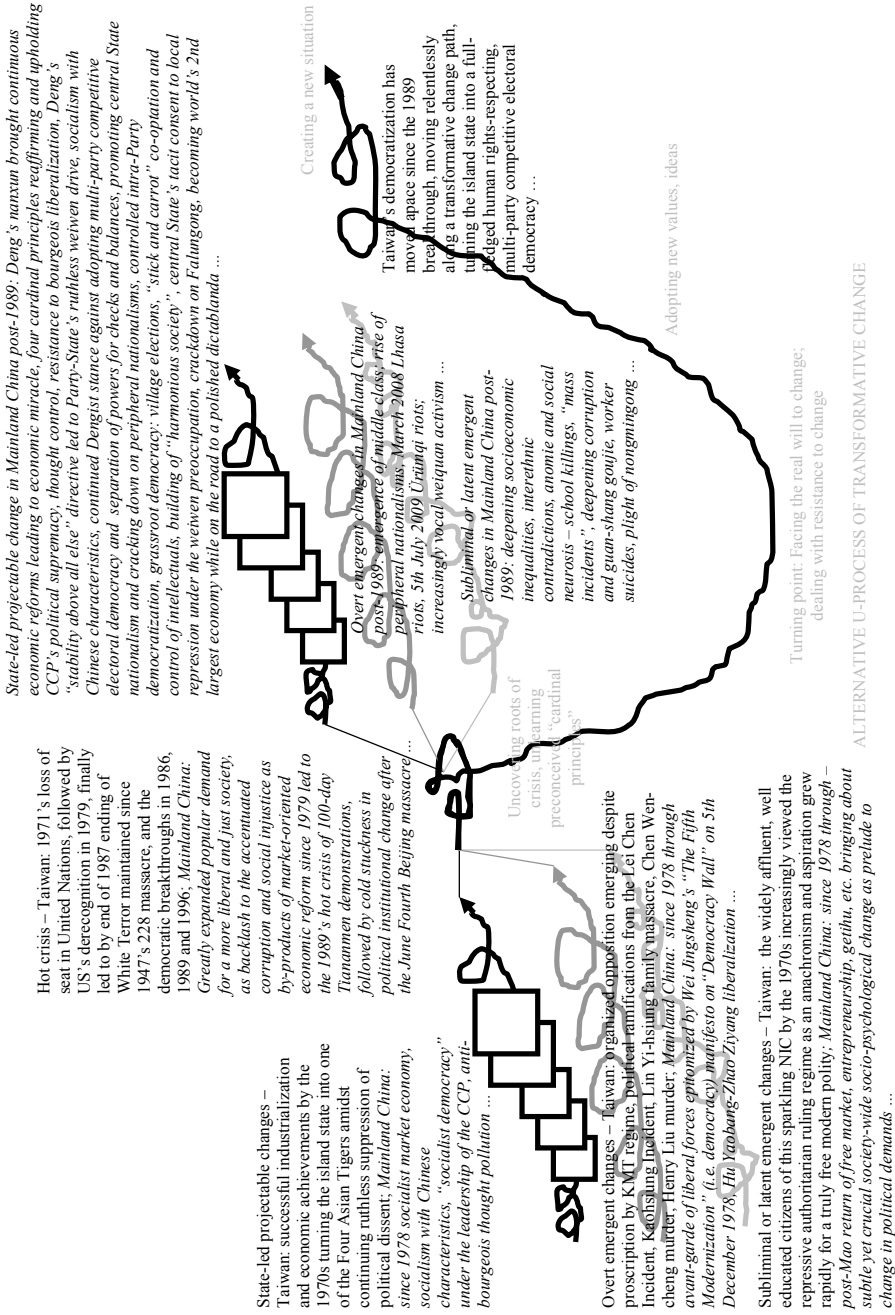 State-led projectable changes –
Taiwan: successful industrialization
and economic achievements by the
1970s turning the island state into one
of the Four Asian Tigers amidst
continuing ruthless suppression of
political dissent; Mainland China:
since 1978 socialist market economy,
socialism with Chinese
characteristics, “socialist democracy”
under the leadership of the CCP, anti-
bourgeois thought pollution …
Overt emergent changes – Taiwan: organized opposition emerging despite
proscription by KMT regime, political ramifications from the Lei Chen
Incident, Kaohsiung Incident, Lin Yi-hsiung family massacre, Chen Wen-
cheng murder, Henry Liu murder; Mainland China: since 1978 through
avant-garde of liberal forces epitomized by Wei Jingsheng’s “The Fifth
Modernization” (i.e. democracy) manifesto on “Democracy Wall” on 5th
December 1978, Hu Yaobang-Zhao Ziyang liberalization …
Subliminal or latent emergent changes – Taiwan: the widely affluent, well
educated citizens of this sparkling NIC by the 1970s increasingly viewed the
repressive authoritarian ruling regime as an anachronism and aspiration grew
rapidly for a truly free modern polity; Mainland China: since 1978 through –
post-Mao return of free market, entrepreneurship, getihu, etc. bringing about
subtle yet crucial society-wide socio-psychological change as prelude to
change in political demands …
Hot crisis – Taiwan: 1971’s loss of
seat in United Nations, followed by
US’s derecognition in 1979, finally
led to by end of 1987 ending of
White Terror maintained since
1947’s 228 massacre, and the
democratic breakthroughs in 1986,
1989 and 1996; Mainland China:
Greatly expanded popular demand
for a more liberal and just society,
as backlash to the accentuated
corruption and social injustice as
by-products of market-oriented
economic reform since 1979 led to
the 1989’s hot crisis of 100-day
Tiananmen demonstrations,
followed by cold stuckness in
political institutional change after
the June Fourth Beijing massacre …
Uncovering roots of
crisis, unlearning
preconceived “cardinal
principles”
State-led projectable change in Mainland China post-1989: Deng’s nanxun brought continuous
economic reforms leading to economic miracle, four cardinal principles reaffirming and upholding
CCP’s political supremacy, thought control, resistance to bourgeois liberalization, Deng’s
“stability above all else” directive led to Party-State’s ruthless weiwen drive, socialism with
Chinese characteristics, continued Dengist stance against adopting multi-party competitive
electoral democracy and separation of powers for checks and balances, promoting central State
nationalism and cracking down on peripheral nationalisms, controlled intra-Party
democratization, grassroot democracy: village elections, “stick and carrot” co-optation and
control of intellectuals, building of “harmonious society”, central State’s tacit consent to local
repression under the weiwen preoccupation, crackdown on Falungong, becoming world’s 2nd
largest economy while on the road to a polished dictablanda …
Overt emergent changes in Mainland China
post-1989: emergence of middle class; rise of
peripheral nationalisms: March 2008 Lhasa
riots, 5th July 2009 Ürümqi riots;
increasingly vocal weiquan activism …
Subliminal or latent emergent
changes in Mainland China post-
1989: deepening socioeconomic
inequalities, interethnic
contradictions, anomie and social
neurosis – school killings, “mass
incidents”, deepening corruption
and guan-shang goujie, worker
suicides, plight of nongmingong …
Creating a new situation
Taiwan’s democratization has
moved apace since the 1989
breakthrough, moving relentlessly
along a transformative change path,
turning the island state into a full-
fledged human rights-respecting,
multi-party competitive electoral
democracy …
Adopting new values, ideas
Turning point: Facing the real will to change;
dealing with resistance to change
ALTERNATIVE U-PROCESS OF TRANSFORMATIVE CHANGE